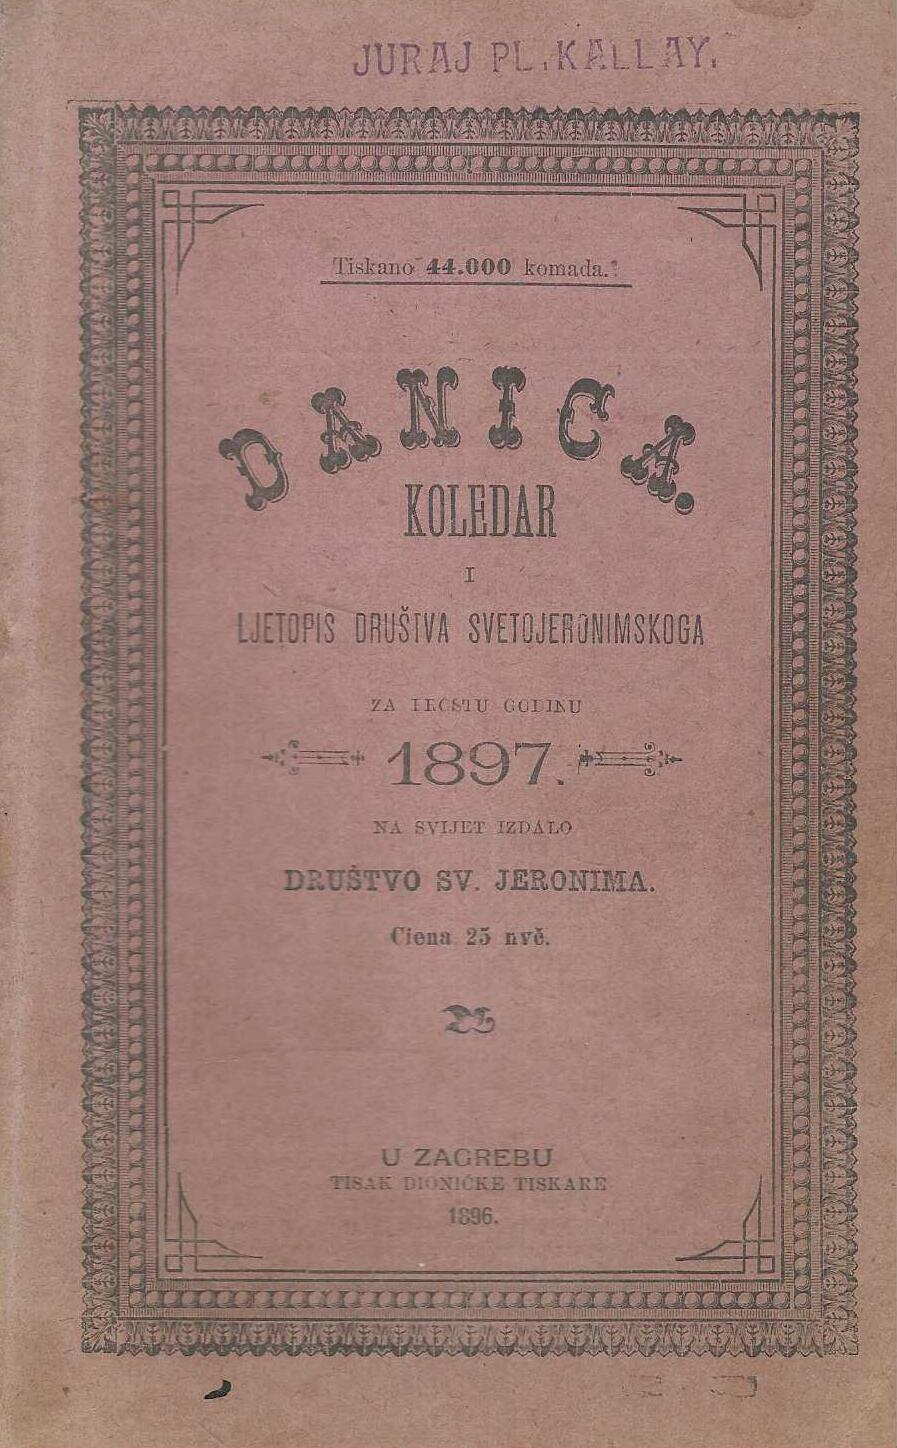 JURAJ PL. KALLAY.
Tiskano 44.000 komada.
DANICA.
KOLEDAR
I
LJETOPIS DRUŠTVA SVETOJERONIMSKOGA
ZA PROSTU GODINU
1897.
NA SVIJET IZDALO
DRUŠTVO SV. JERONIMA.
Ciena 25 nvč.
U ZAGREBU
TISAK DIONIČKE TISKARE
1896.